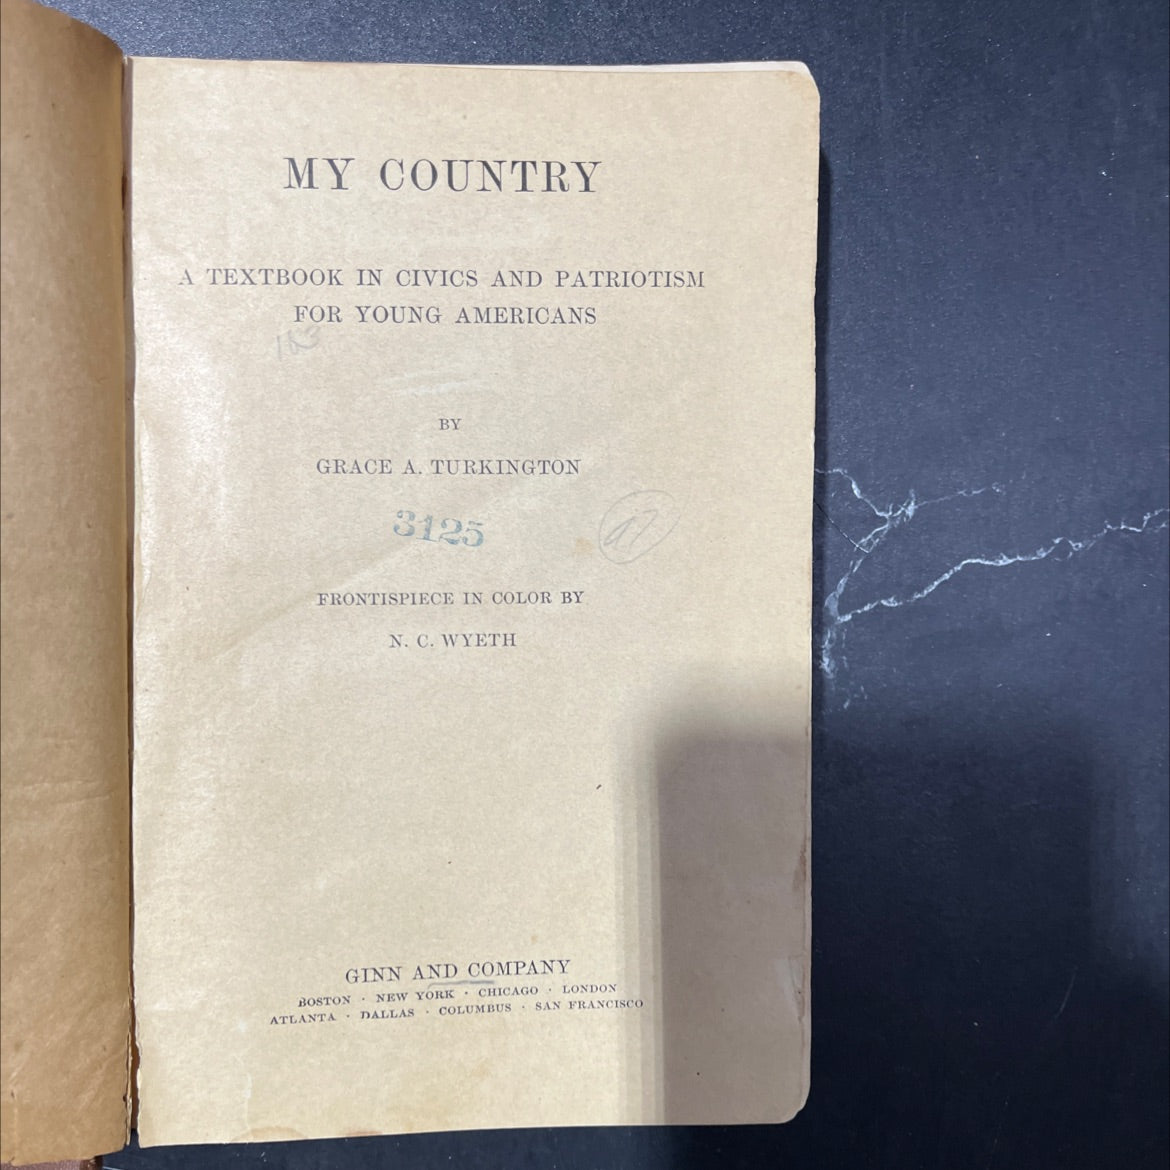 MY COUNTRY
A TEXTBOOK IN CIVICS AND PATRIOTISM
FOR YOUNG AMERICANS
BY
GRACE A. TURKINGTON
3125
FRONTISPIECE IN COLOR BY
N. C. WYETH
GINN AND COMPANY
BOSTON · NEW YORK · CHICAGO · LONDON
ATLANTA · DALLAS · COLUMBUS · SAN FRANCISCO